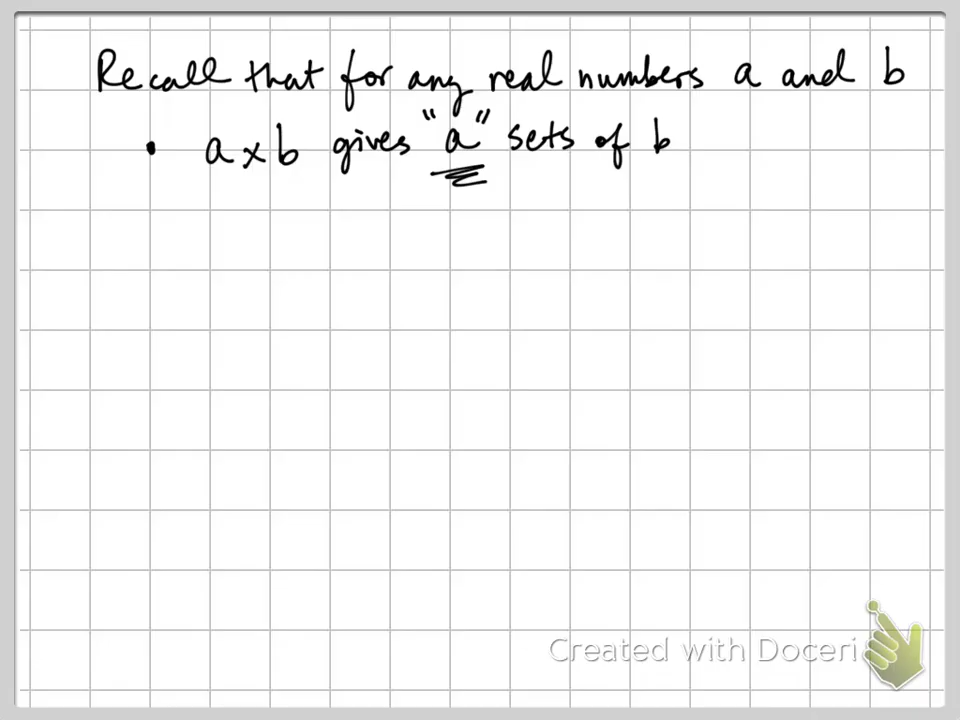 Recall that for any real numbers a and b
• a x b gives "a" sets of b
Created with Doceri